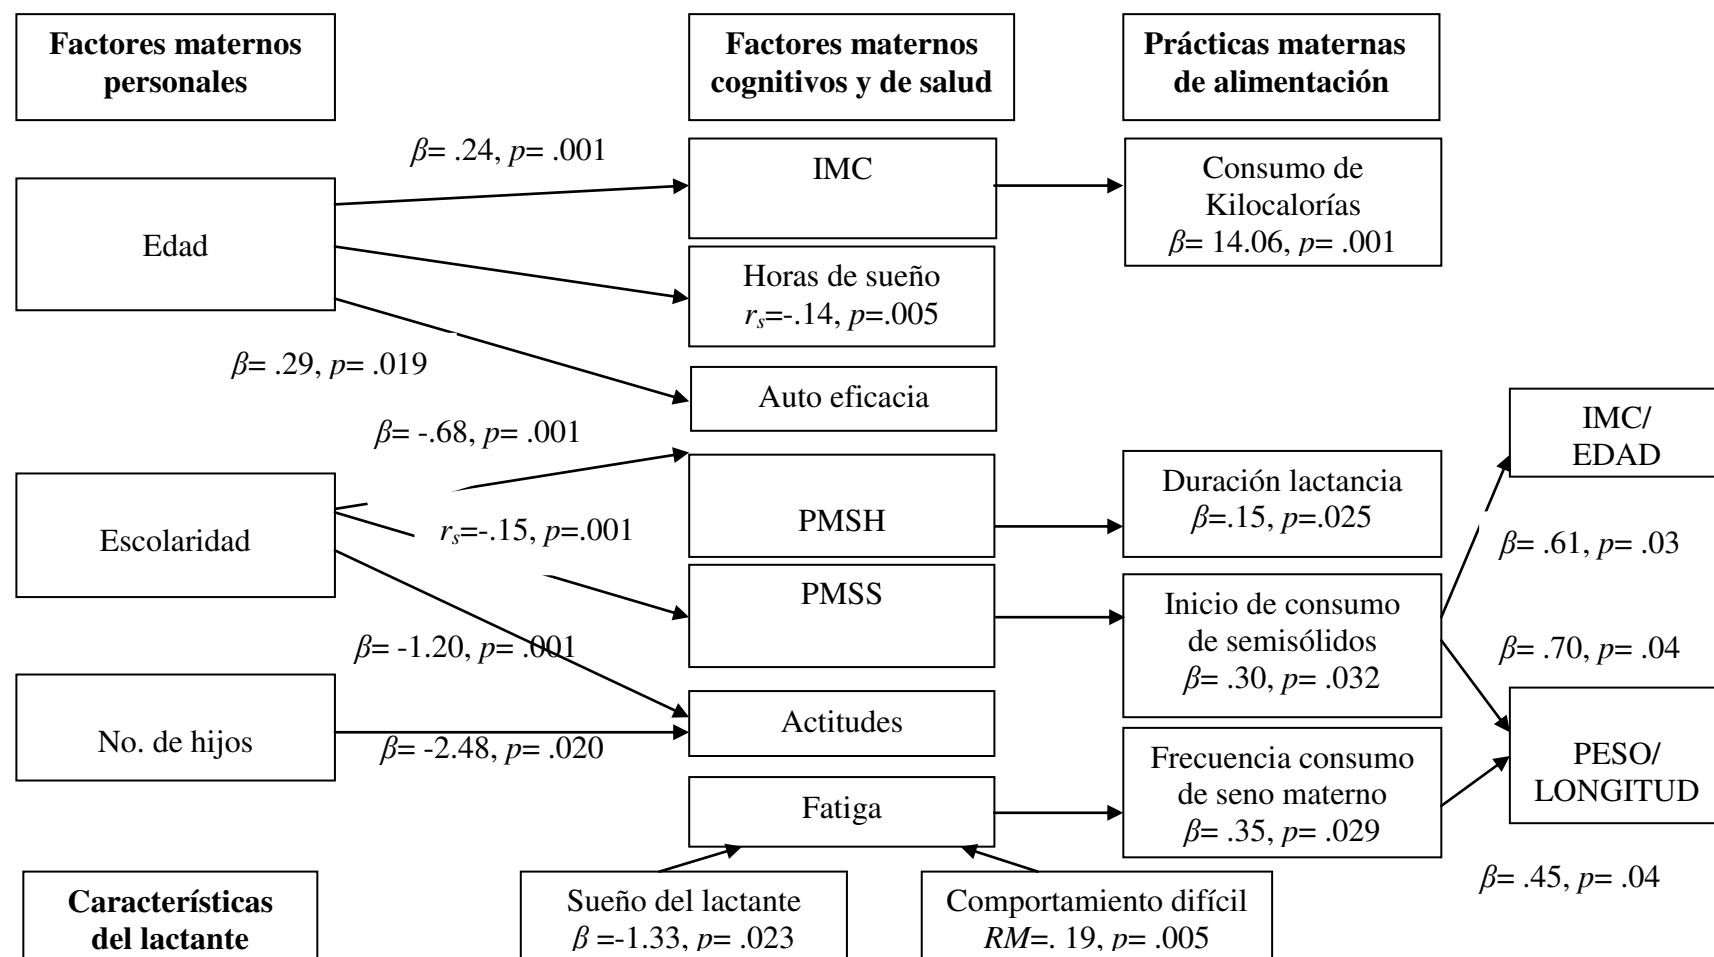 Factores maternos
personales
Factores maternos
cognitivos y de salud
Prácticas maternas
de alimentación
β= .24, p= .001
IMC
Consumo de
Kilocalorías
β= 14.06, p= .001
Edad
Horas de sueño
rs=-.14, p=.005
β= .29, p= .019
Auto eficacia
IMC/
EDAD
β= -.68, p= .001
Duración lactancia
β=.15, p=.025
Escolaridad
rs=-.15, p=.001
PMSH
β= .61, p= .03
PMSS
Inicio de consumo
de semisólidos
β= .30, p= .032
β= -1.20, p= .001
β= .70, p= .04
No. de hijos
β= -2.48, p= .020
Actitudes
Frecuencia consumo
de seno materno
β= .35, p= .029
PESO/
LONGITUD
Fatiga
β= .45, p= .04
Características
del lactante
Sueño del lactante
β =-1.33, p= .023
Comportamiento difícil
RM=. 19, p= .005